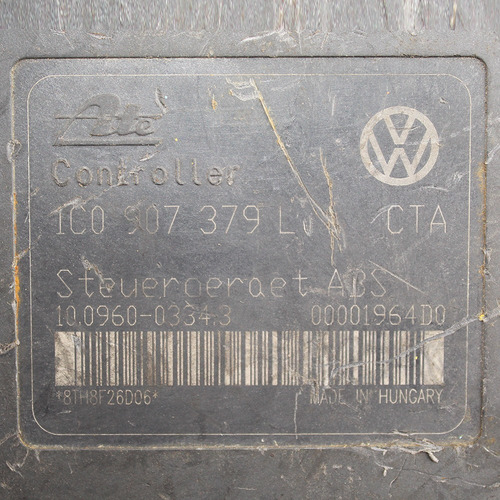 Ate
Controller
1C0 907 379 L CTA
Steuergeraet ABS
10.0960-0334.3 00001964D0
*8TH8F26D06* MADE IN HUNGARY